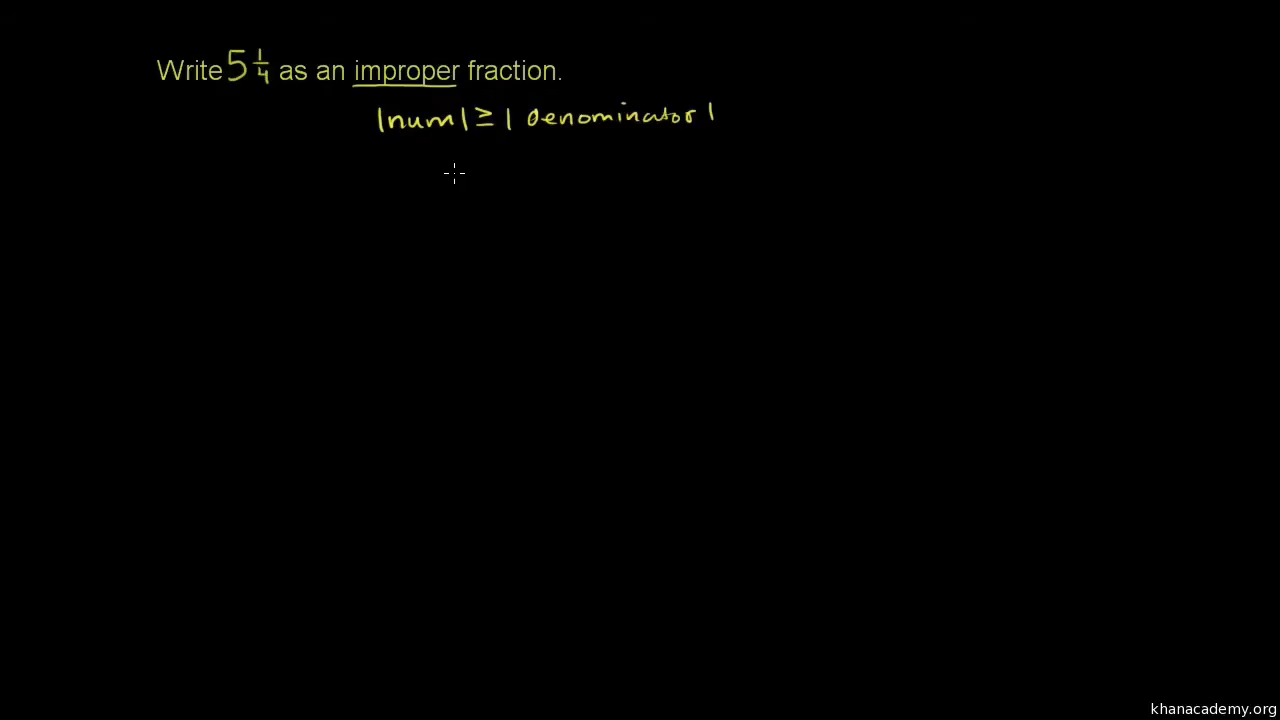 Write 5 1/4 as an improper fraction.
|num| ≥ | denominator |
khanacademy.org